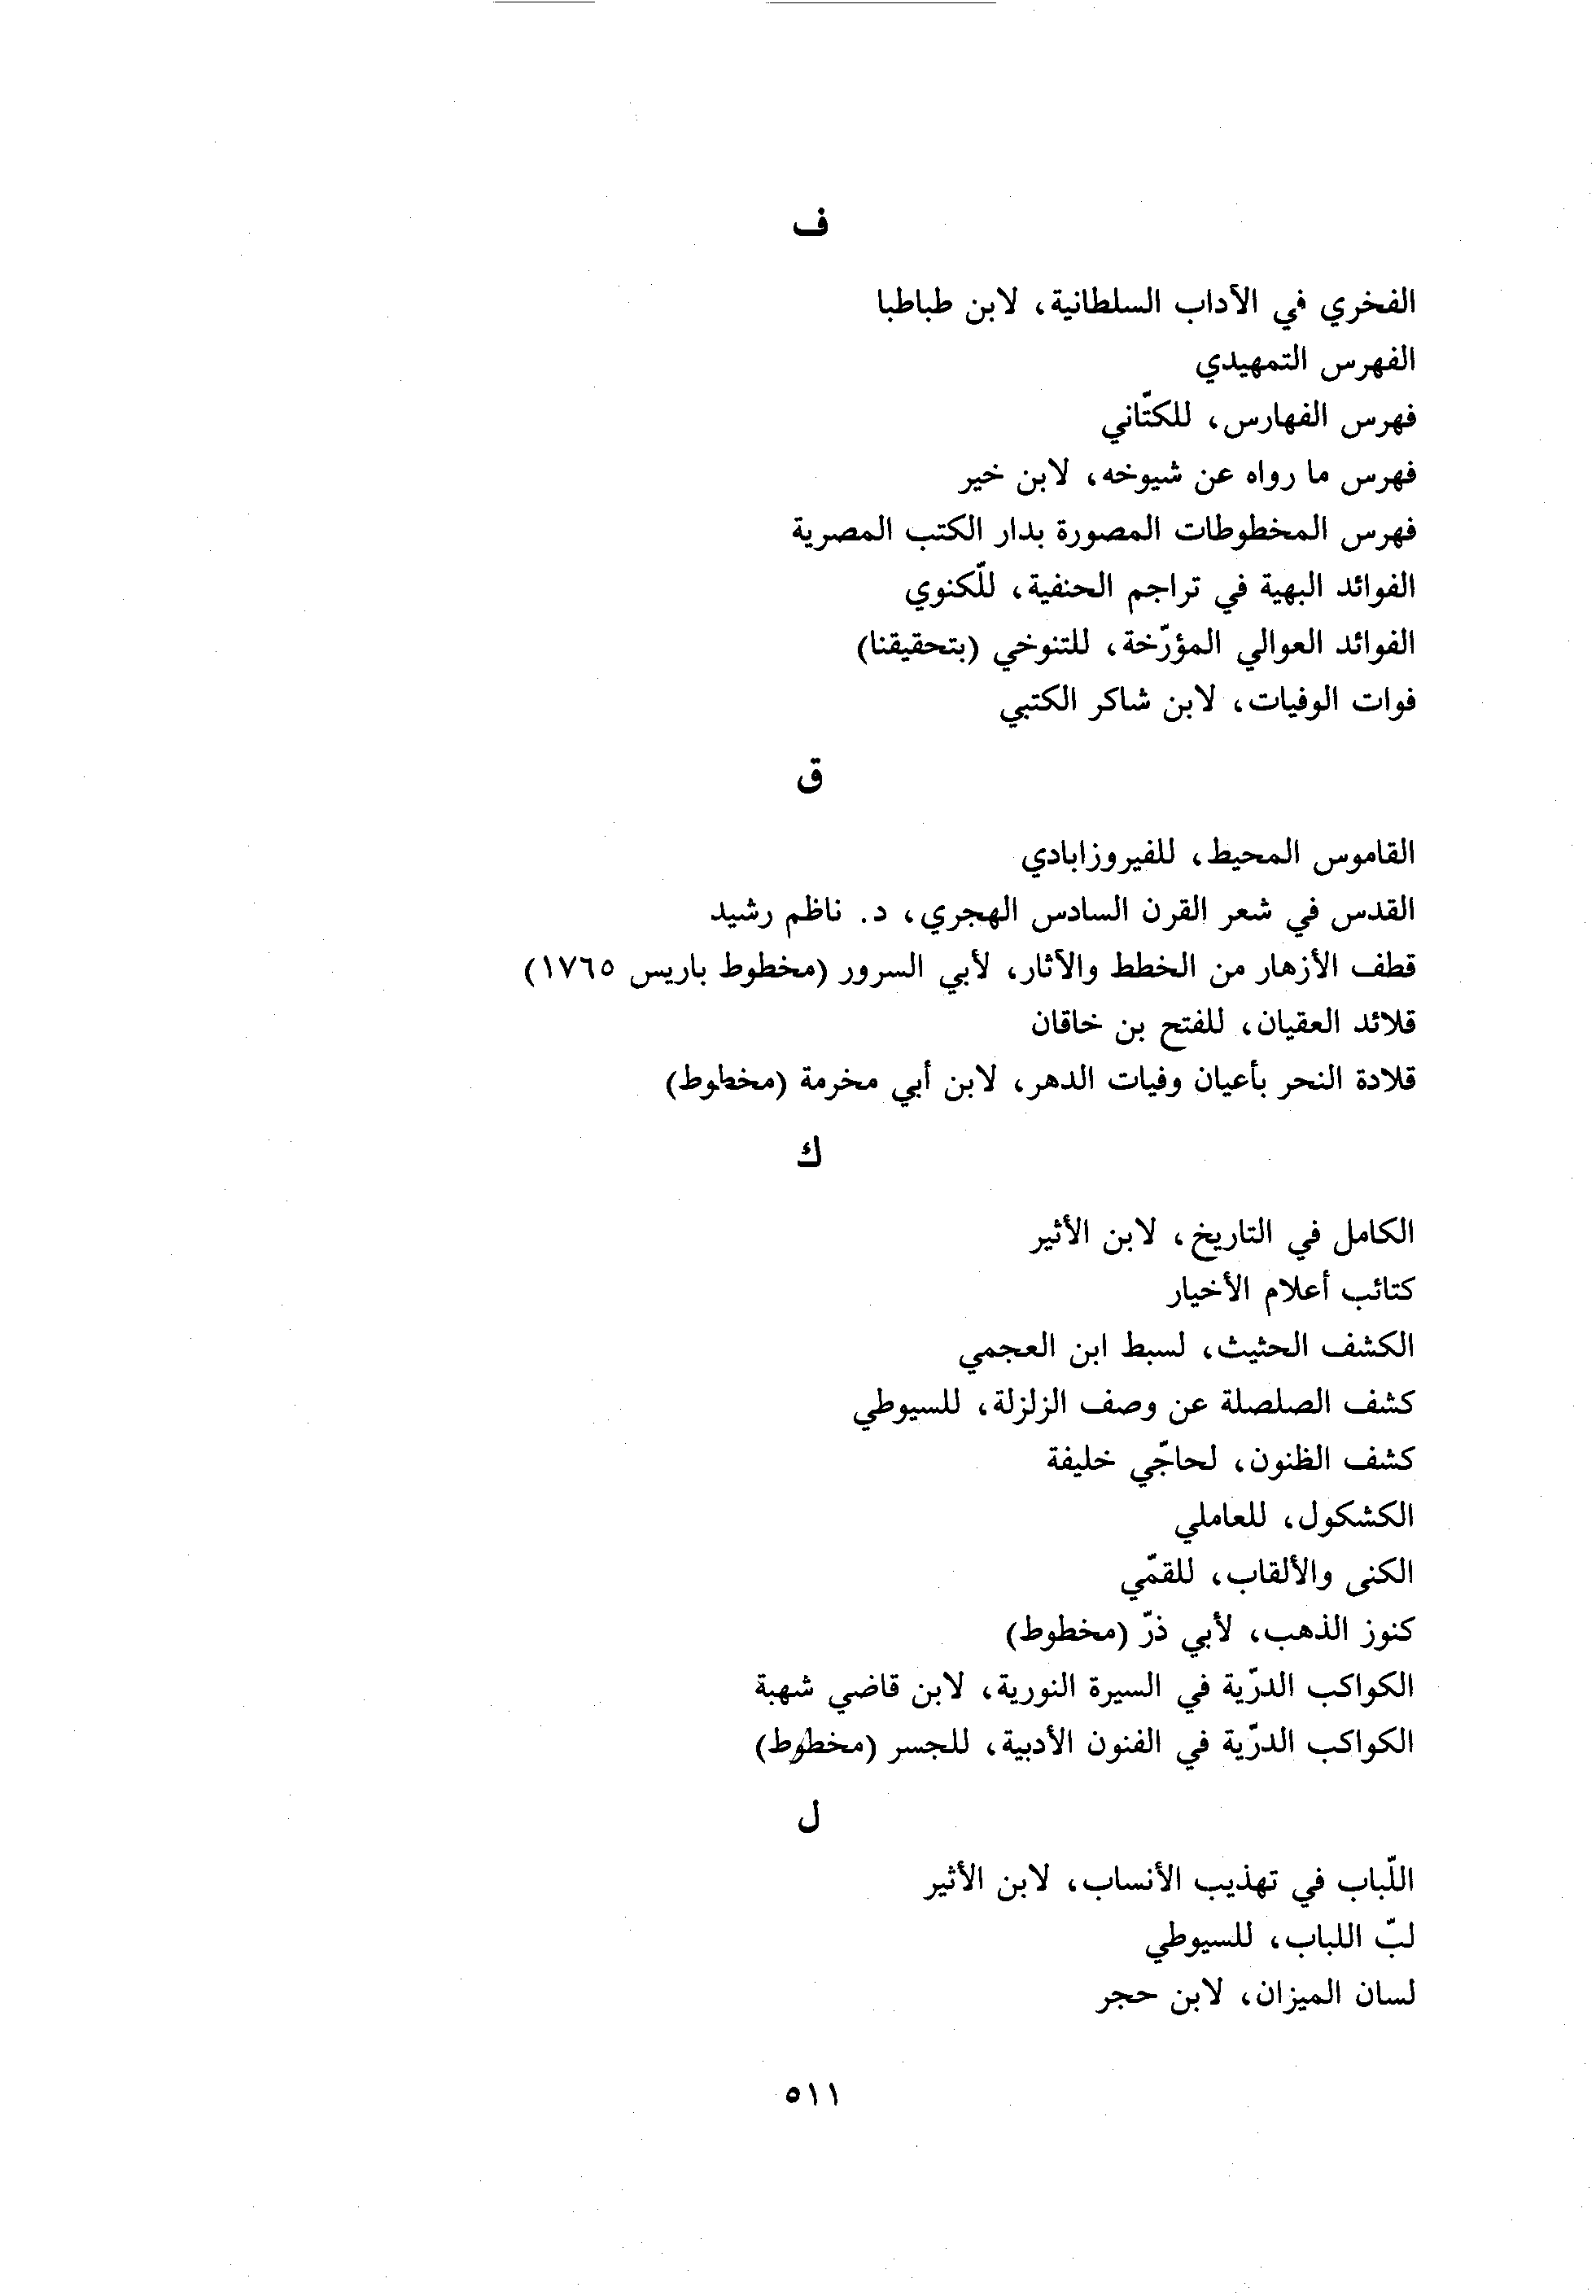 ف
الفخري في الآداب السلطانية، لابن طباطبا
الفهرس التمهيدي
فهرس الفهارس، للكتّاني
فهرس ما رواه عن شيوخه، لابن خير
فهرس المخطوطات المصورة بدار الكتب المصرية
الفوائد البهية في تراجم الحنفية، للّكنوي
الفوائد العوالي المؤرّخة، للتنوخي (بتحقيقنا)
فوات الوفيات، لابن شاكر الكتبي
ق
القاموس المحيط، للفيروزابادي
القدس في شعر القرن السادس الهجري، د. ناظم رشيد
قطف الأزهار من الخطط والآثار، لأبي السرور (مخطوط باريس ١٧٦٥)
قلائد العقيان، للفتح بن خاقان
قلادة النحر بأعيان وفيات الدهر، لابن أبي مخرمة (مخطوط)
ك
الكامل في التاريخ، لابن الأثير
كتائب أعلام الأخيار
الكشف الحثيث، لسبط ابن العجمي
كشف الصلصلة عن وصف الزلزلة، للسيوطي
كشف الظنون، لحاجّي خليفة
الكشكول، للعاملي
الكنى والألقاب، للقمّي
كنوز الذهب، لأبي ذرّ (مخطوط)
الكواكب الدرّية في السيرة النورية، لابن قاضي شهبة
الكواكب الدرّية في الفنون الأدبية، للجسر (مخطوط)
ل
اللّباب في تهذيب الأنساب، لابن الأثير
لبّ اللباب، للسيوطي
لسان الميزان، لابن حجر
٥١١